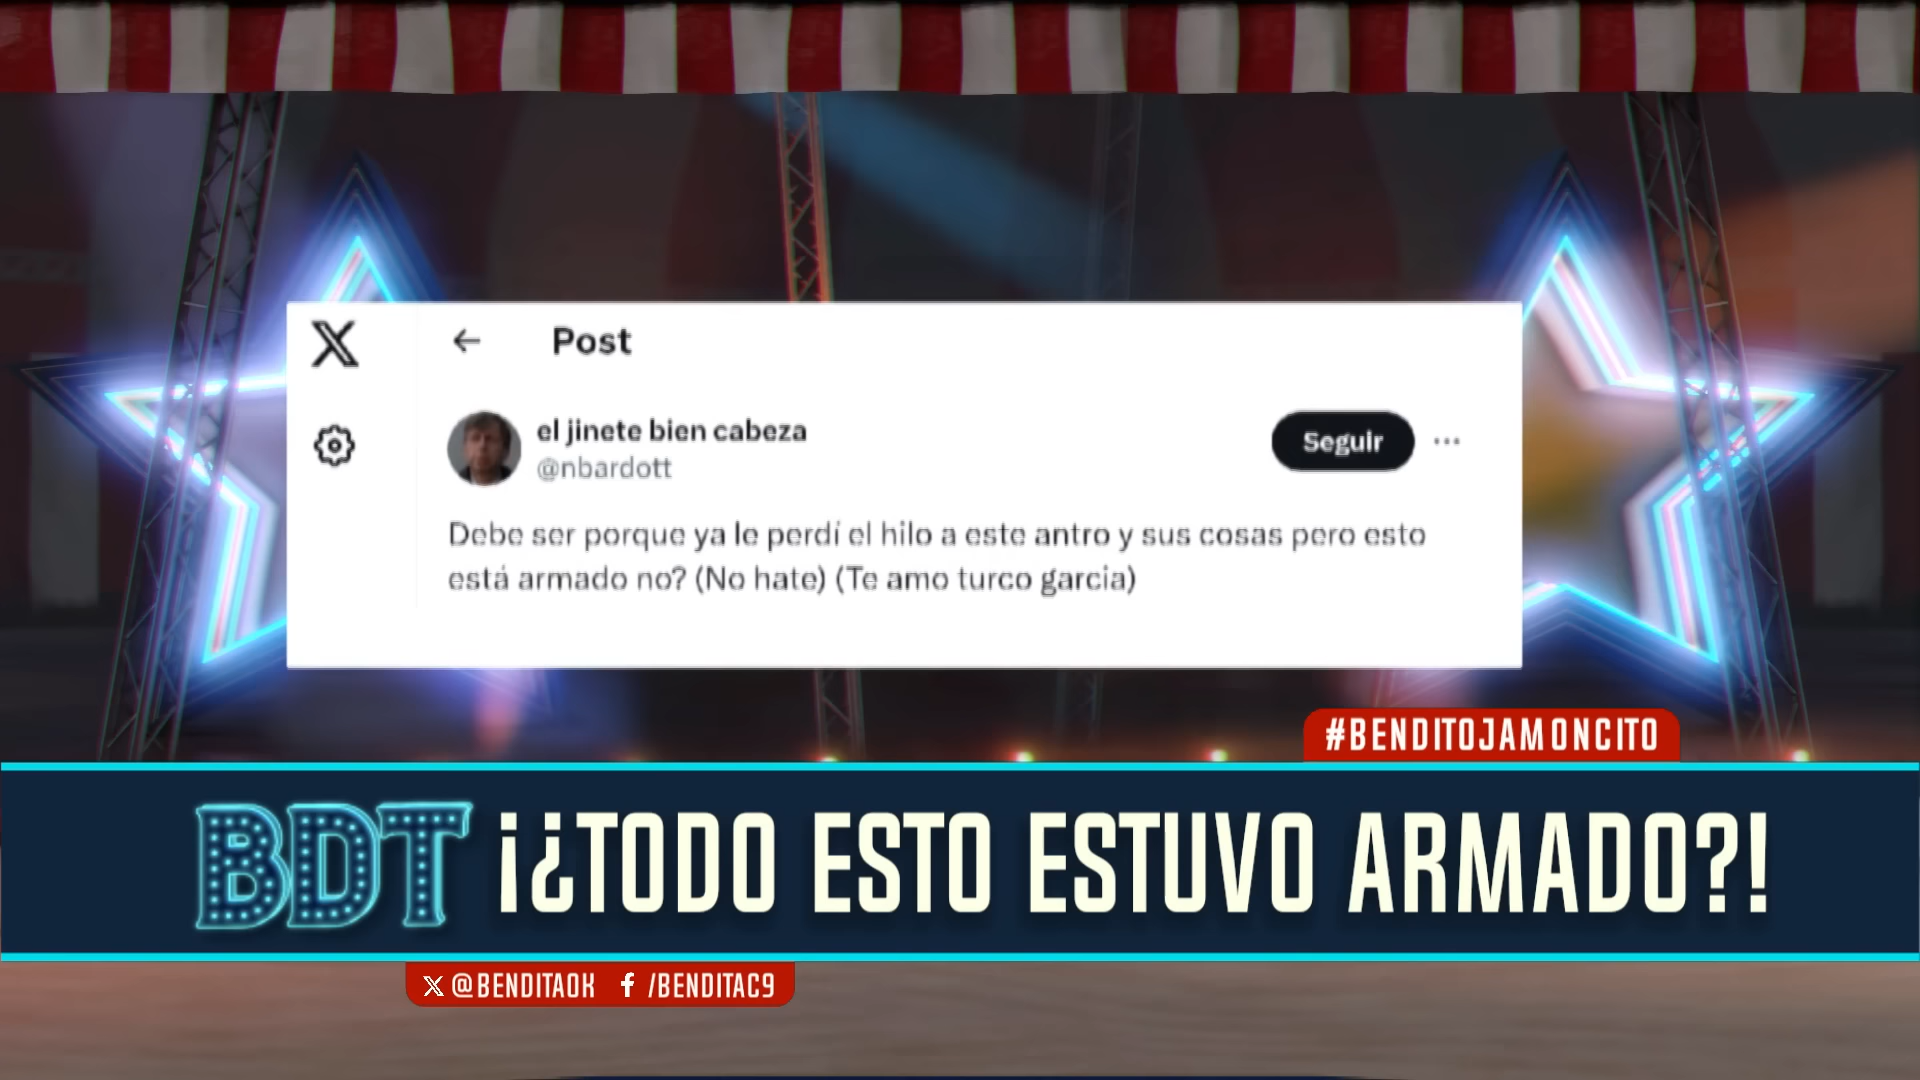 X
Post
el jinete bien cabeza
@nbardott
Seguir
Debe ser porque ya le perdí el hilo a este antro y sus cosas pero esto
está armado no? (No hate) (Te amo turco garcia)
#BENDITOJAMONCITO
BDT ¡¿TODO ESTO ESTUVO ARMADO?!
X @BENDITAOK f /BENDITAC9